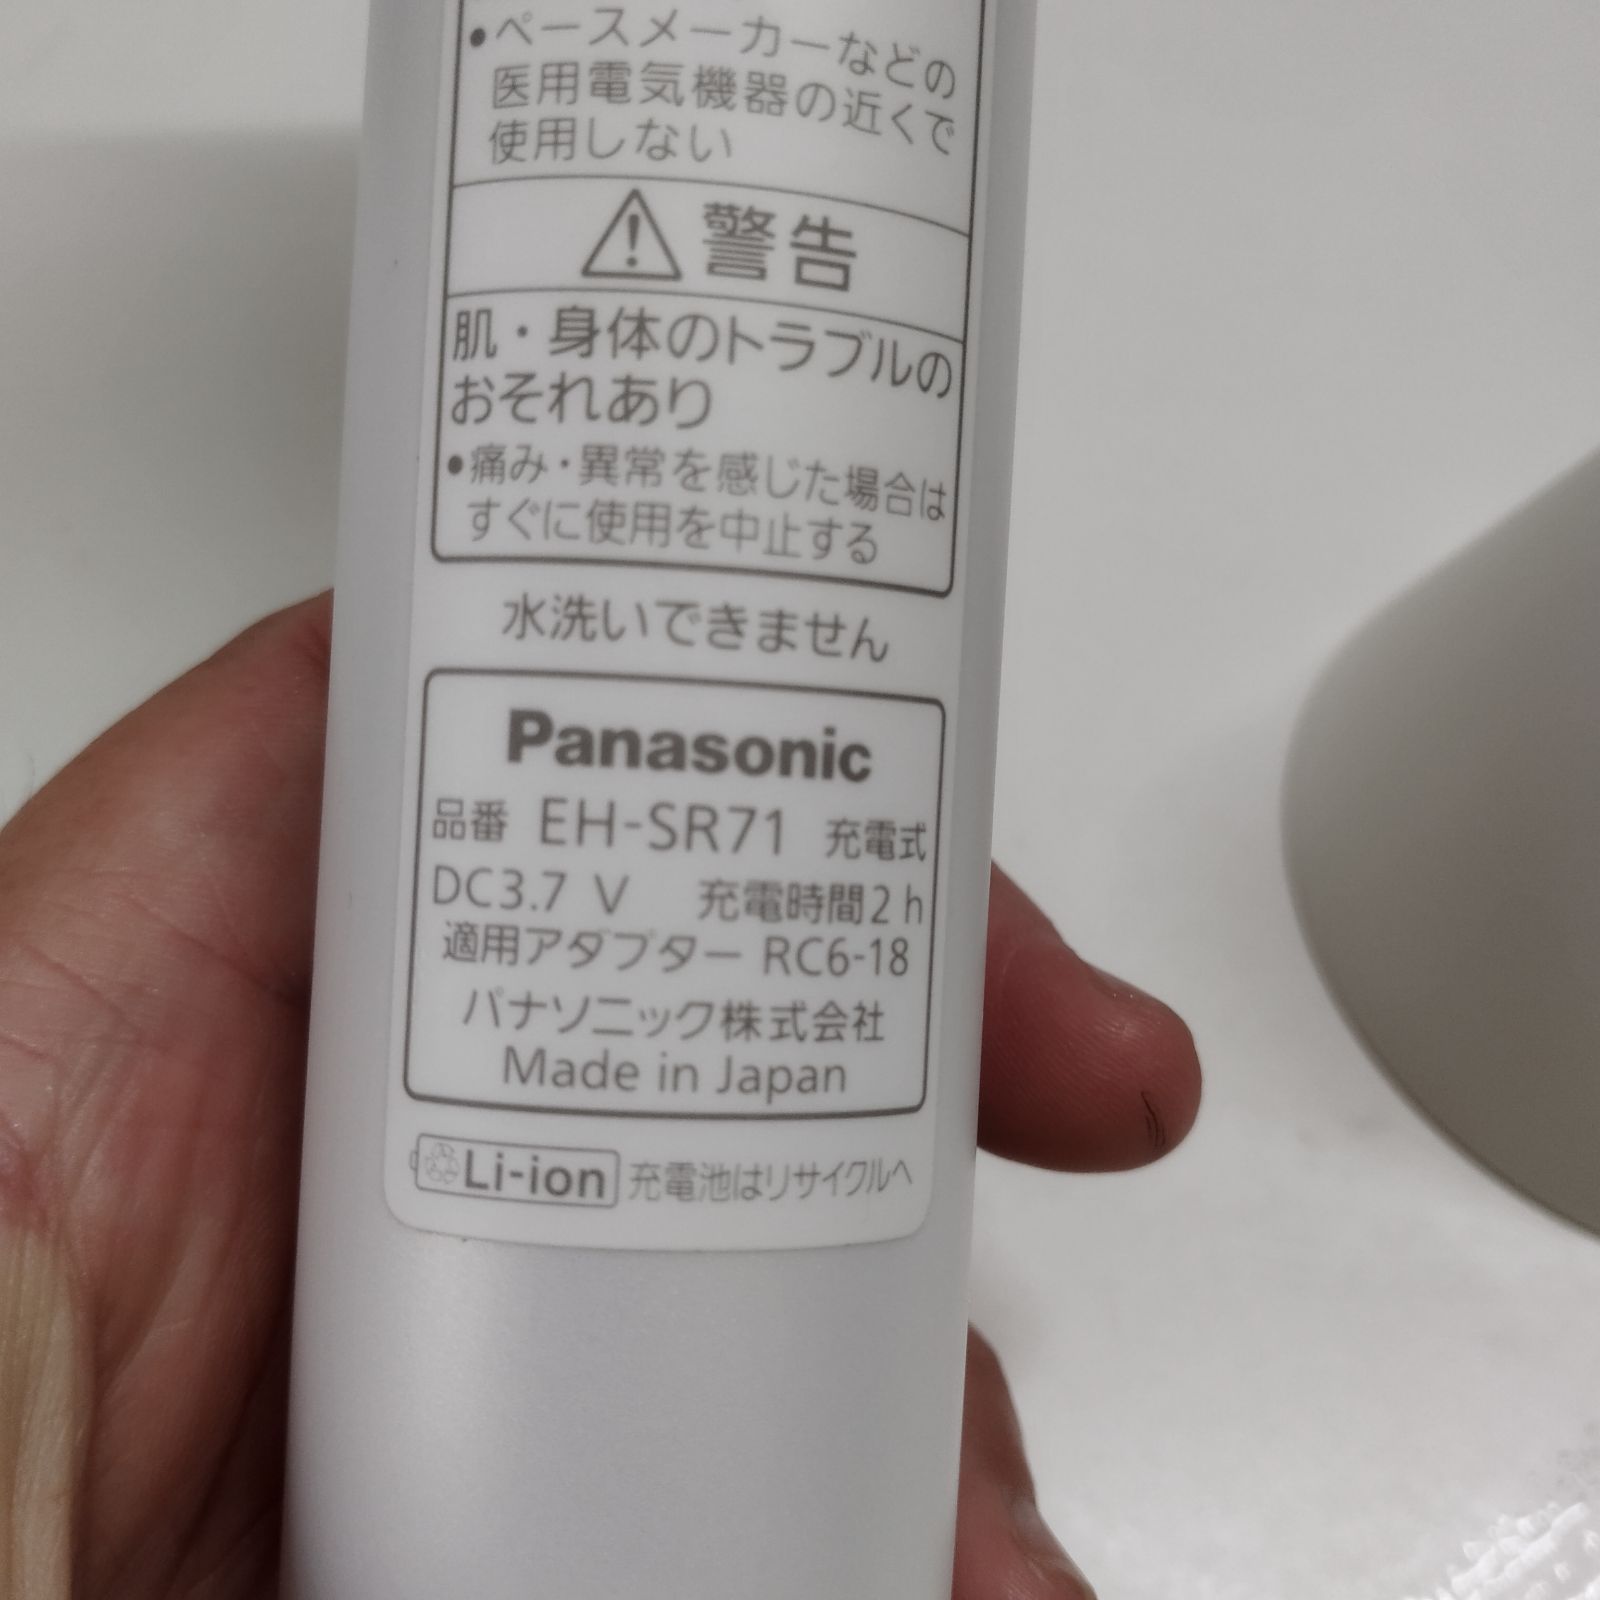 ●ペースメーカーなどの
医用電気機器の近くで
使用しない
警告
肌・身体のトラブルの
おそれあり
●痛み・異常を感じた場合は
すぐに使用を中止する
水洗いできません
Panasonic
品番 EH-SR71 充電式
DC3.7 V 充電時間2 h
適用アダプター RC6-18
パナソニック株式会社
Made in Japan
Li-ion 充電池はリサイクルへ